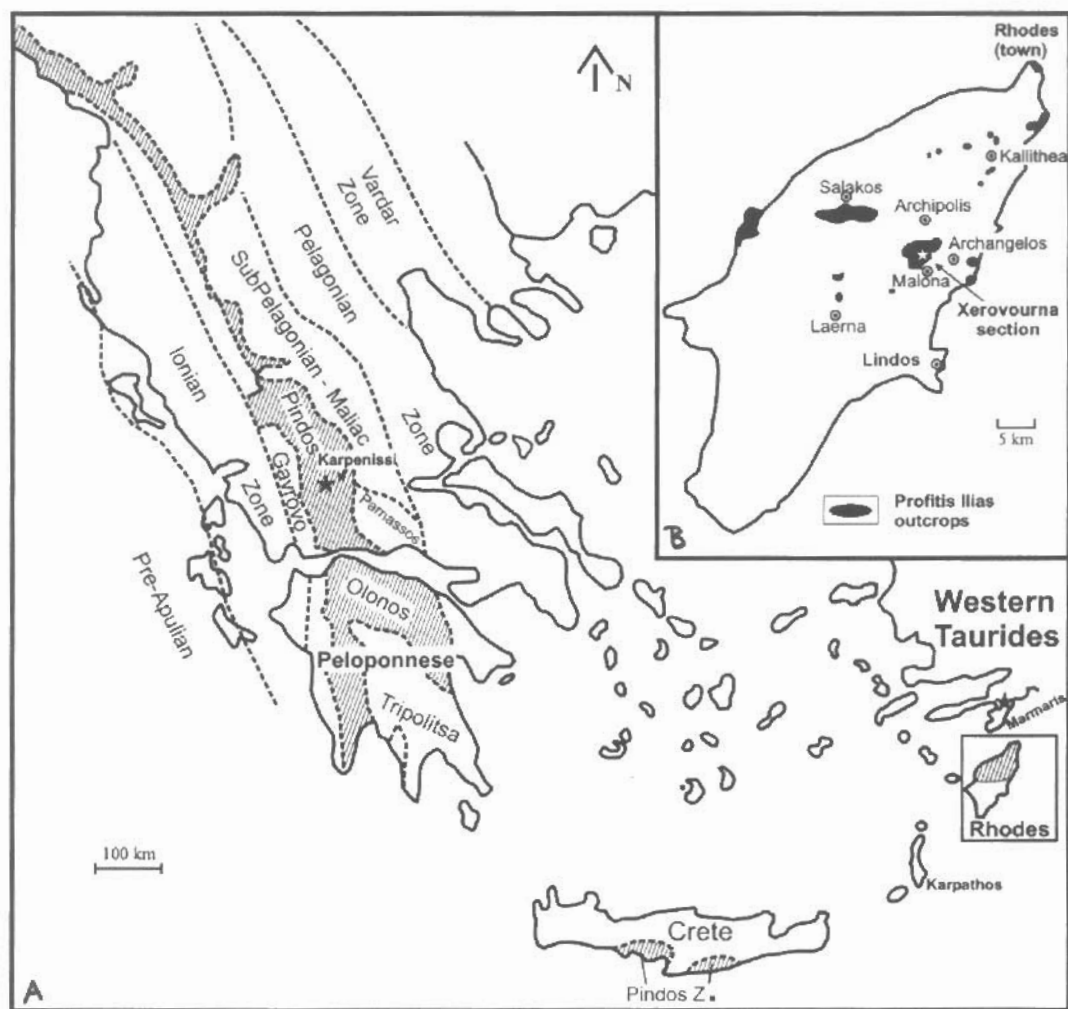 N
Vardar
Zone
Pelagonian
Zone
SubPelagonian - Maliac
Ionian
Zone
Pindos
Karpenissi
Gavrovo
Parnassos
Pre-Apulian
Olonos
Peloponnese
Tripolitsa
100 km
Crete
Pindos Z.
Karpathos
Western
Taurides
Marmaris
Rhodes
A
Rhodes
(town)
Kallithea
Salakos
Archipolis
Archangelos
Malona
Xerovourna
section
Laerna
Lindos
5 km
Profitis Ilias
outcrops
B